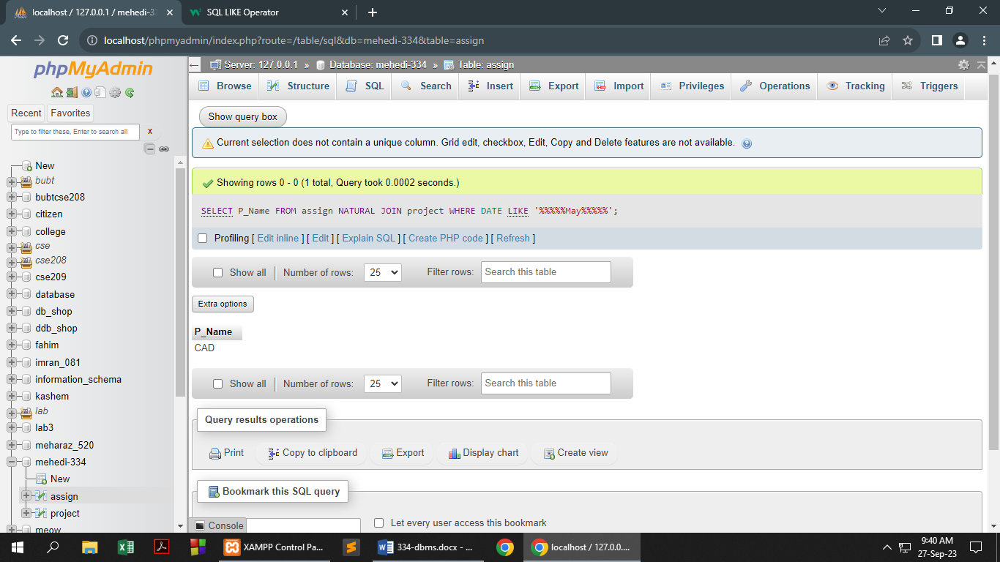 localhost / 127.0.0.1 / mehedi-33
SQL LIKE Operator
localhost/phpmyadmin/index.php?route=/table/sql&db=mehedi-334&table=assign
phpMyAdmin
Server: 127.0.0.1 » Database: mehedi-334 » Table: assign
Browse Structure SQL Search Insert Export Import Privileges Operations Tracking Triggers
Recent Favorites
Type to filter these, Enter to search all X
New
bubt
bubtcse208
citizen
college
cse
cse208
cse209
database
db_shop
ddb_shop
fahim
imran_081
information_schema
kashem
lab
lab3
meharaz_520
mehedi-334
New
assign
project
meow
Show query box
Current selection does not contain a unique column. Grid edit, checkbox, Edit, Copy and Delete features are not available.
Showing rows 0 - 0 (1 total, Query took 0.0002 seconds.)
SELECT P_Name FROM assign NATURAL JOIN project WHERE DATE LIKE '%%%%%May%%%%%';
Profiling [ Edit inline ] [ Edit ] [ Explain SQL ] [ Create PHP code ] [ Refresh ]
Show all Number of rows: 25 Filter rows: Search this table
Extra options
P_Name
CAD
Show all Number of rows: 25 Filter rows: Search this table
Query results operations
Print Copy to clipboard Export Display chart Create view
Bookmark this SQL query
Console
Let every user access this bookmark
XAMPP Control Pa...
334-dbms.docx - ...
localhost / 127.0.0....
9:40 AM
27-Sep-23